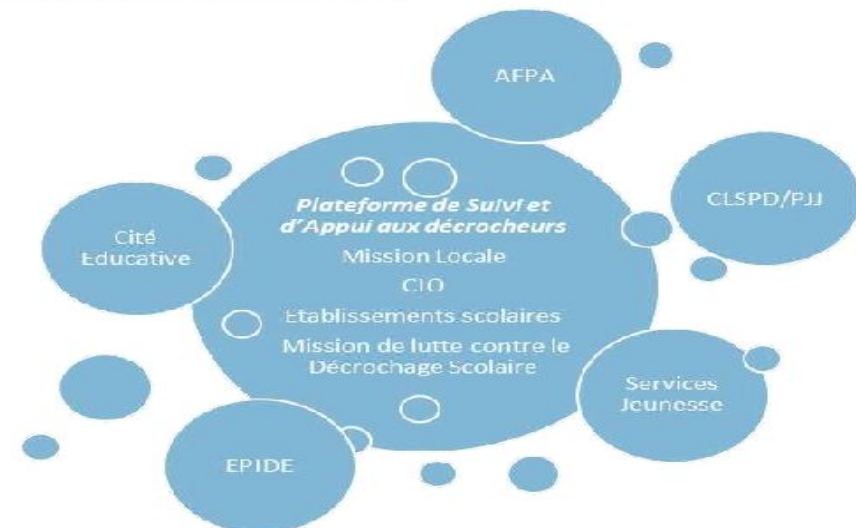 AFPA
CLSPD/PJJ
Cité
Educative
Plateforme de Suivi et
d'Appui aux décrocheurs
Mission Locale
CIO
Etablissements scolaires
Mission de lutte contre le
Décrochage Scolaire
Services
Jeunesse
EPIDE